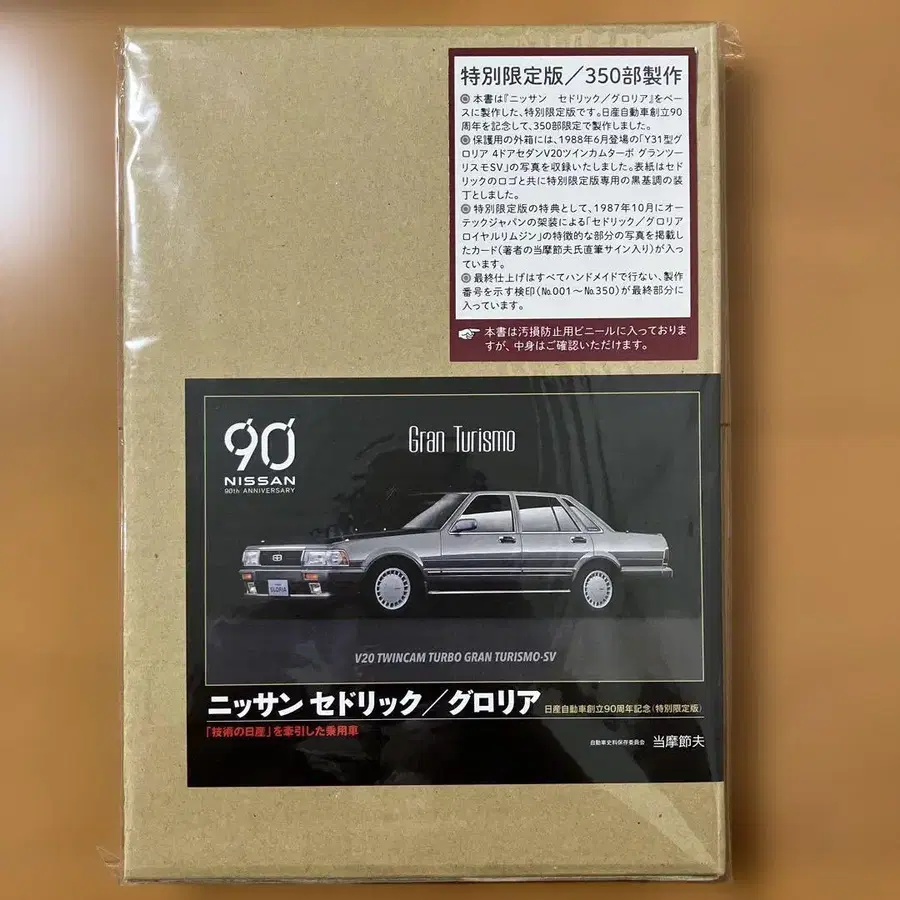 特別限定版／350部製作
◎ 本書は『ニッサン　セドリック／グロリア』をベー
スに製作した、特別限定版です。日産自動車創立90
周年を記念して、350部限定で製作しました。
◎ 保護用の外箱には、1988年6月登場の「Y31型グ
ロリア 4ドアセダンV20ツインカムターボ グランツー
リスモSV」の写真を収録いたしました。表紙はセド
リックのロゴと共に特別限定版専用の黒基調の装
丁としました。
◎ 特別限定版の特典として、1987年10月にオー
テックジャパンの架装による「セドリック／グロリア
ロイヤルリムジン」の特徴的な部分の写真を掲載し
たカード(著者の当摩節夫氏直筆サイン入り)が入っ
ています。
◎ 最終仕上げはすべてハンドメイドで行ない、製作
番号を示す検印(№001～№350)が最終部分に
入っています。
☞ 本書は汚損防止用ビニールに入っておりま
すが、中身はご確認いただけます。
90
NISSAN
90th ANNIVERSARY
Gran Turismo
GLORIA
V20 TWINCAM TURBO GRAN TURISMO·SV
ニッサン セドリック／グロリア 日産自動車創立90周年記念(特別限定版)
「技術の日産」を牽引した乗用車
自動車史料保存委員会 当摩節夫